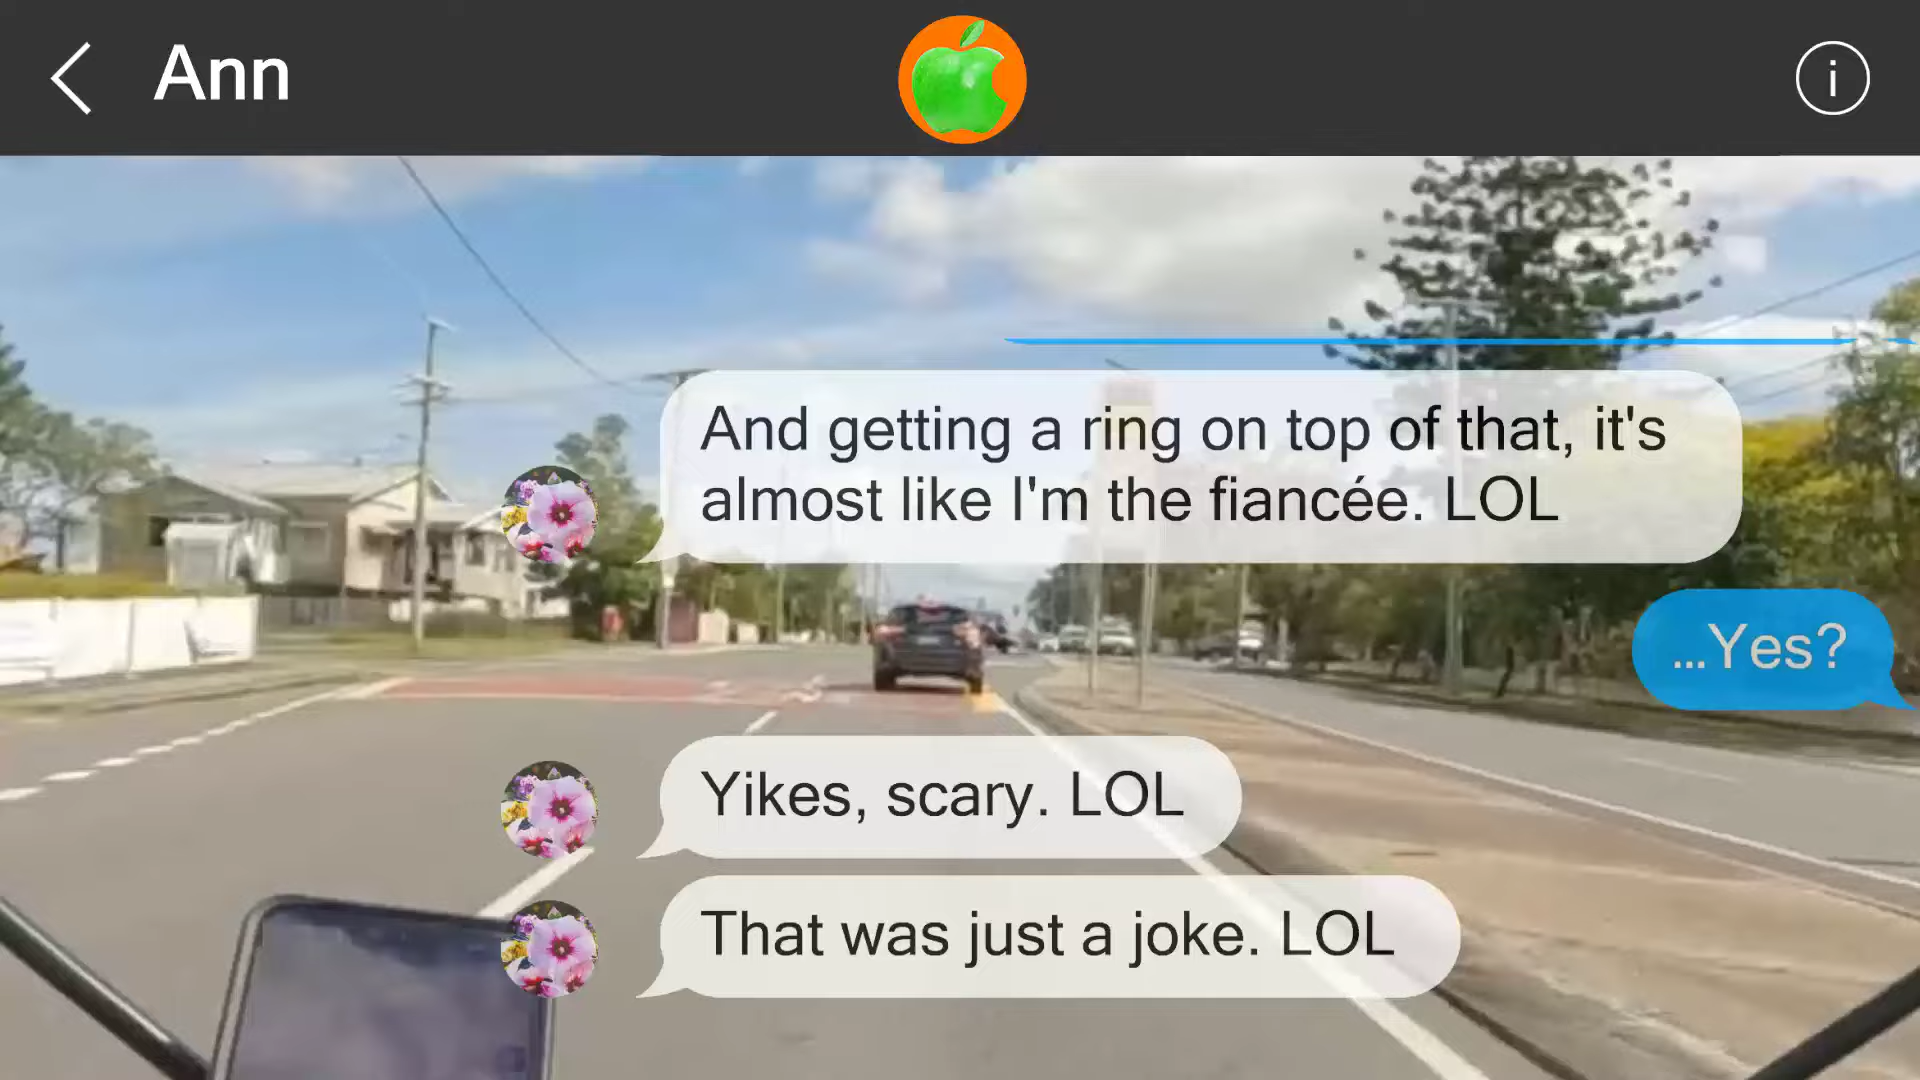 Ann
i
And getting a ring on top of that, it's
almost like I'm the fiancée. LOL
...Yes?
Yikes, scary. LOL
That was just a joke. LOL